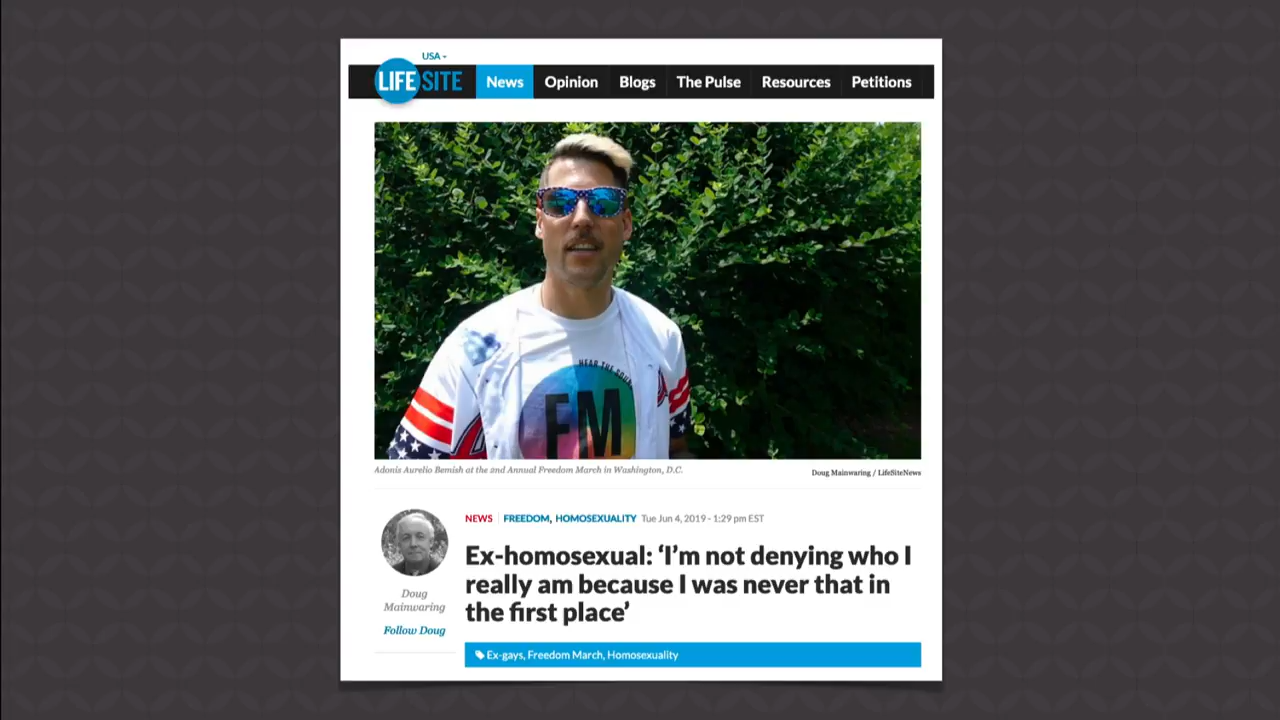 USA
LIFE SITE News Opinion Blogs The Pulse Resources Petitions
HEAR THE
FM
Adonis Aurelio Bemish at the 2nd Annual Freedom March in Washington, D.C.
Doug Mainwaring / LifeSiteNews
NEWS FREEDOM, HOMOSEXUALITY Tue Jun 4, 2019 - 1:29 pm EST
Doug
Mainwaring
Follow Doug
Ex-homosexual: ‘I’m not denying who I
really am because I was never that in
the first place’
Ex-gays, Freedom March, Homosexuality